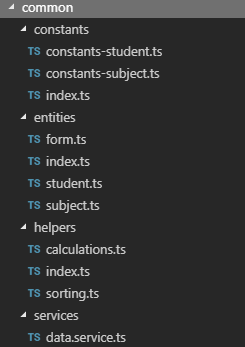 common
constants
TS constants-student.ts
TS constants-subject.ts
TS index.ts
entities
TS form.ts
TS index.ts
TS student.ts
TS subject.ts
helpers
TS calculations.ts
TS index.ts
TS sorting.ts
services
TS data.service.ts